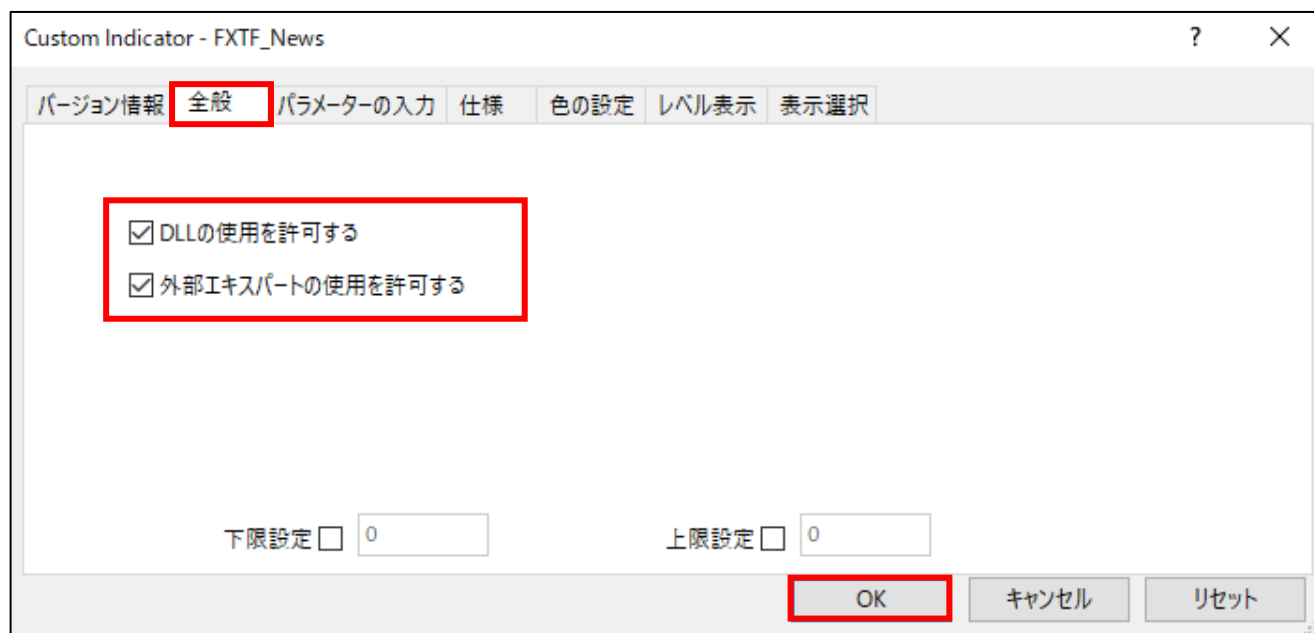 Custom Indicator - FXTF_News ?
バージョン情報 全般 パラメーターの入力 仕様 色の設定 レベル表示 表示選択
DLLの使用を許可する
外部エキスパートの使用を許可する
下限設定 0 上限設定 0
OK キャンセル リセット